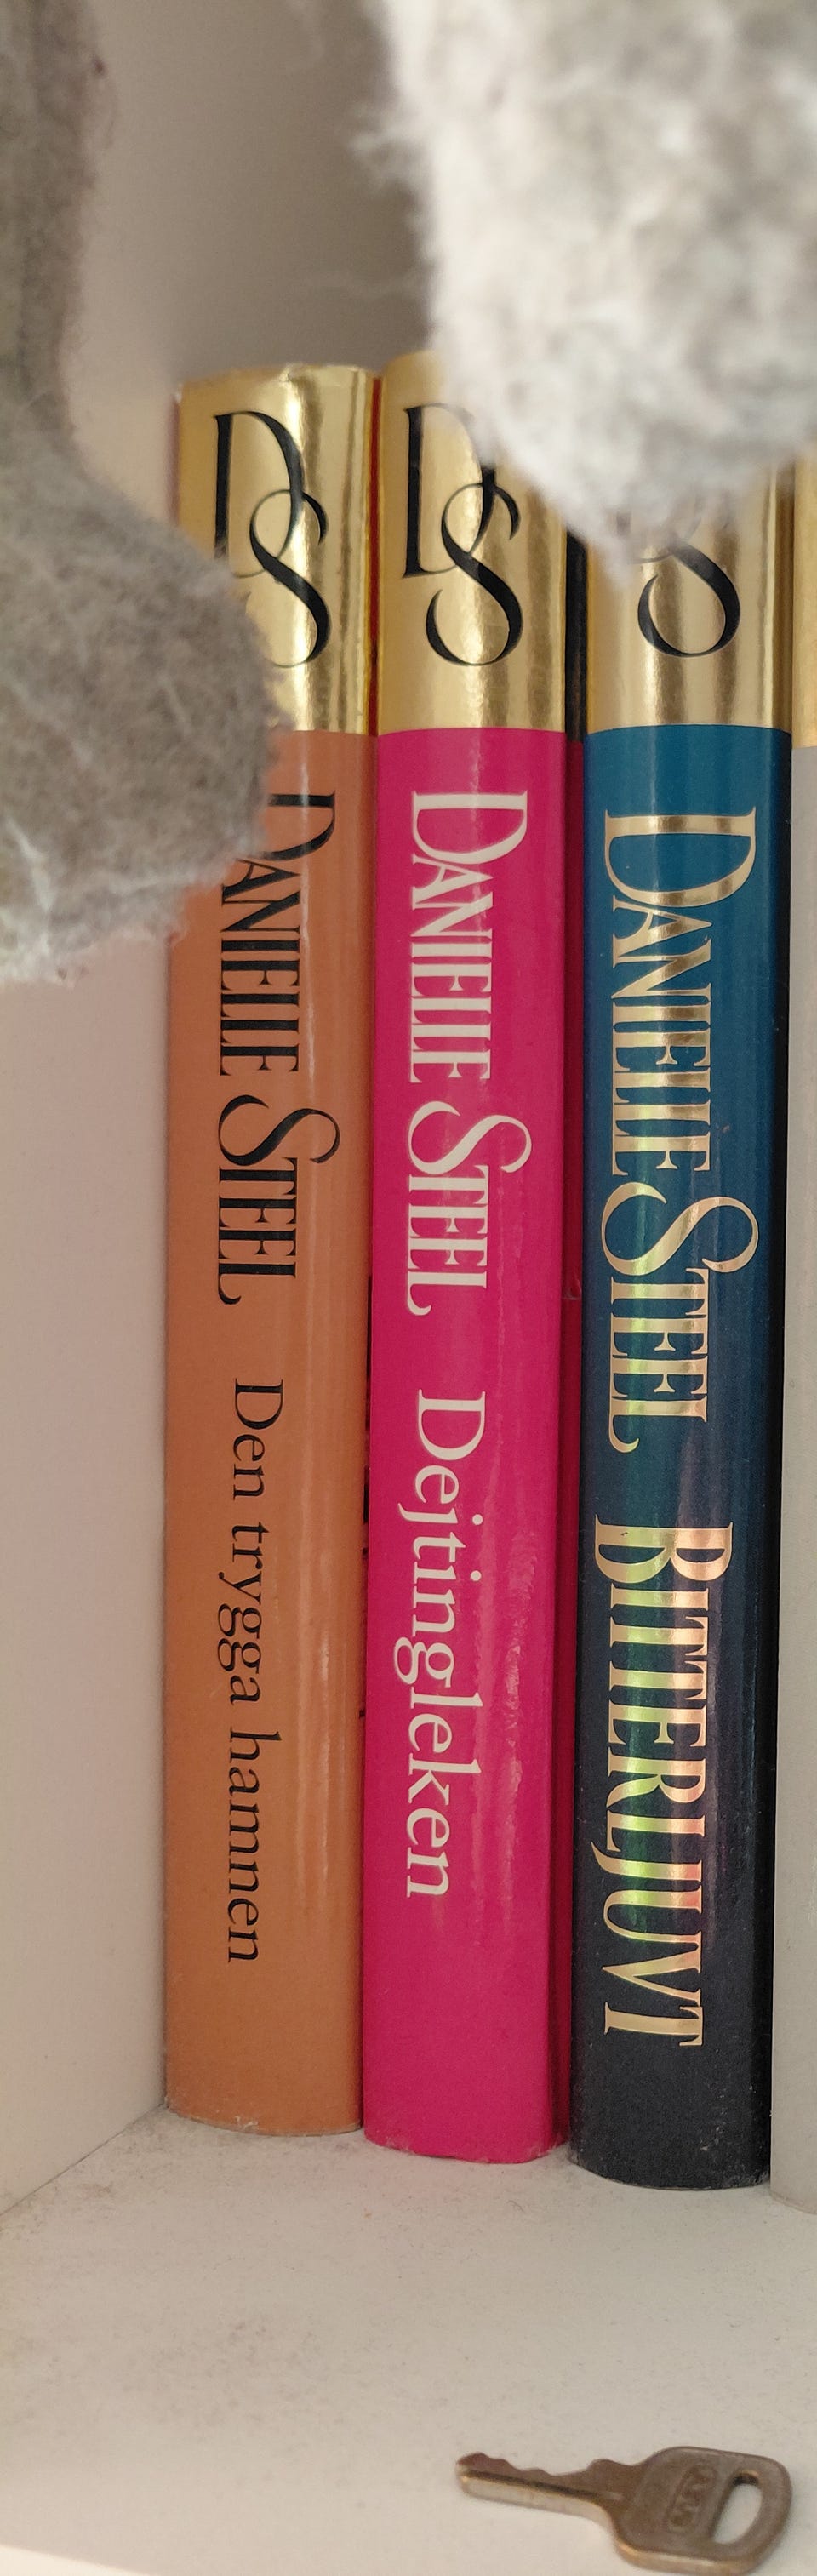 DS
DANIELLE STEEL Den trygga hamnen
DS
DANIELLE STEEL Dejtingleken
S
DANIELLE STEEL BITTERLJUVT